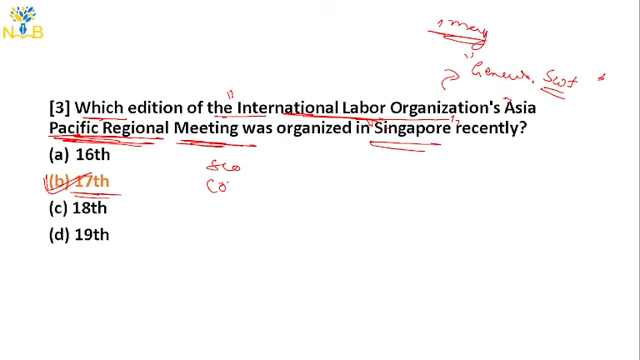 NB
1 May
Geneva, Swt
[3] Which edition of the International Labor Organization's Asia
Pacific Regional Meeting was organized in Singapore recently?
(a) 16th
(b) 17th
(c) 18th
(d) 19th